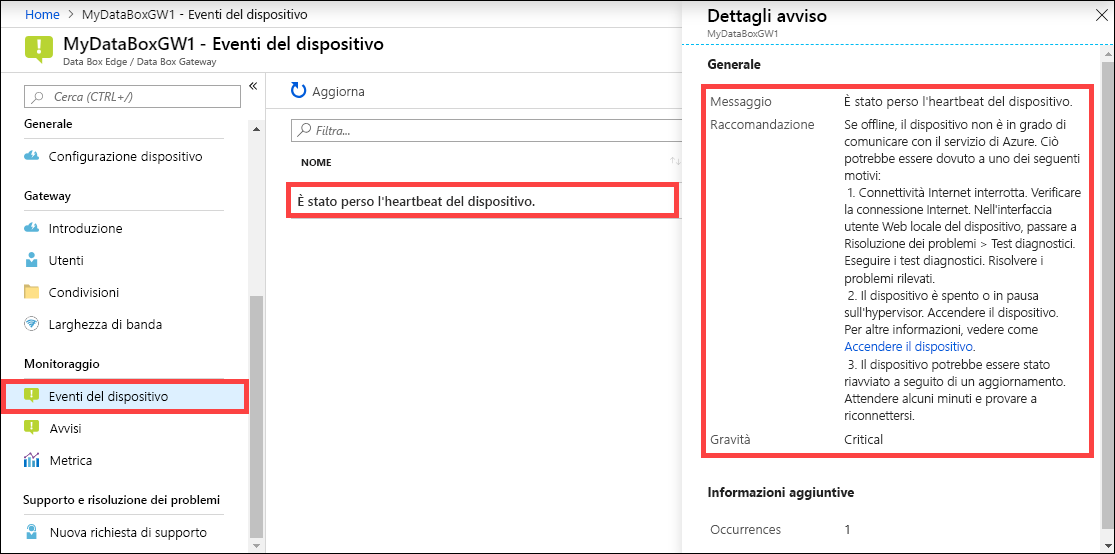 Home > MyDataBoxGW1 - Eventi del dispositivo
MyDataBoxGW1 - Eventi del dispositivo
Data Box Edge / Data Box Gateway
Cerca (CTRL+/)
«
Generale
Configurazione dispositivo
Gateway
Introduzione
Utenti
Condivisioni
Larghezza di banda
Monitoraggio
Eventi del dispositivo
Avvisi
Metrica
Supporto e risoluzione dei problemi
Nuova richiesta di supporto
Aggiorna
Filtra...
NOME
È stato perso l'heartbeat del dispositivo.
Dettagli avviso
MyDataBoxGW1
Generale
Messaggio È stato perso l'heartbeat del dispositivo.
Raccomandazione Se offline, il dispositivo non è in grado di
comunicare con il servizio di Azure. Ciò
potrebbe essere dovuto a uno dei seguenti
motivi:
1. Connettività Internet interrotta. Verificare
la connessione Internet. Nell'interfaccia
utente Web locale del dispositivo, passare a
Risoluzione dei problemi > Test diagnostici.
Eseguire i test diagnostici. Risolvere i
problemi rilevati.
2. Il dispositivo è spento o in pausa
sull'hypervisor. Accendere il dispositivo.
Per altre informazioni, vedere come
Accendere il dispositivo.
3. Il dispositivo potrebbe essere stato
riavviato a seguito di un aggiornamento.
Attendere alcuni minuti e provare a
riconnettersi.
Gravità Critical
Informazioni aggiuntive
Occurrences 1